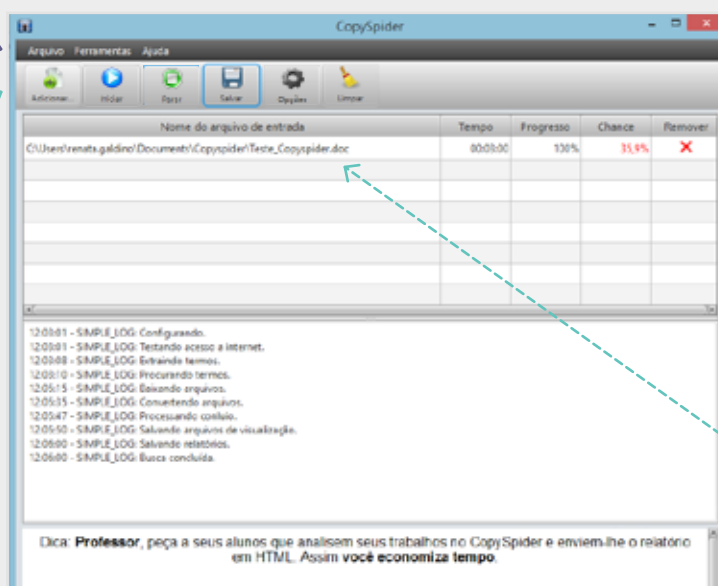 CopySpider
Arquivo Ferramentas Ajuda
Adicionar... Iniciar Parar Salvar Opções Limpar
Nome do arquivo de entrada Tempo Progresso Chance Remover
C:\Users\renata.galdino\Documents\Copyspider\Teste_Copyspider.doc 00:03:00 100% 35,9%
12:03:01 - SIMPLE_LOG: Configurando.
12:03:01 - SIMPLE_LOG: Testando acesso a internet.
12:03:08 - SIMPLE_LOG: Extraindo termos.
12:03:10 - SIMPLE_LOG: Procurando termos.
12:05:15 - SIMPLE_LOG: Baixando arquivos.
12:05:35 - SIMPLE_LOG: Convertendo arquivos.
12:05:47 - SIMPLE_LOG: Processando conluio.
12:05:50 - SIMPLE_LOG: Salvando arquivos de visualização.
12:06:00 - SIMPLE_LOG: Salvando relatórios.
12:06:00 - SIMPLE_LOG: Busca concluída.
Dica: Professor, peça a seus alunos que analisem seus trabalhos no CopySpider e enviem-lhe o relatório
em HTML. Assim você economiza tempo.